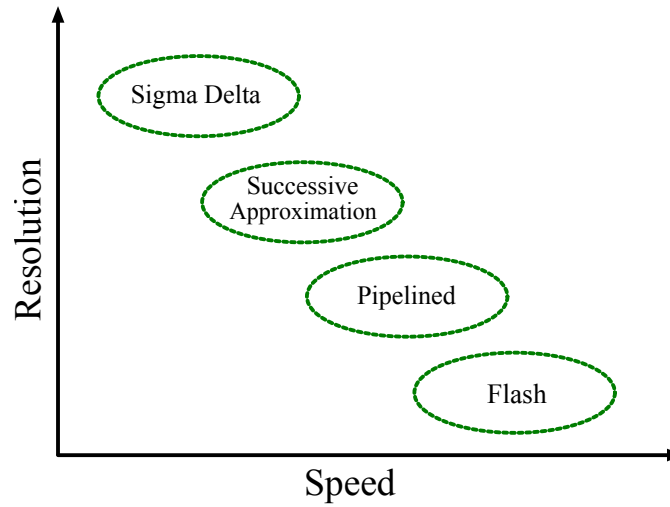 Sigma Delta
Successive
Approximation
Pipelined
Flash
Resolution
Speed